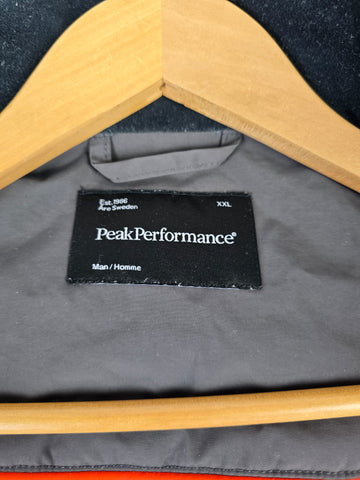 Est. 1986
Åre Sweden
XXL
PeakPerformance®
Man / Homme